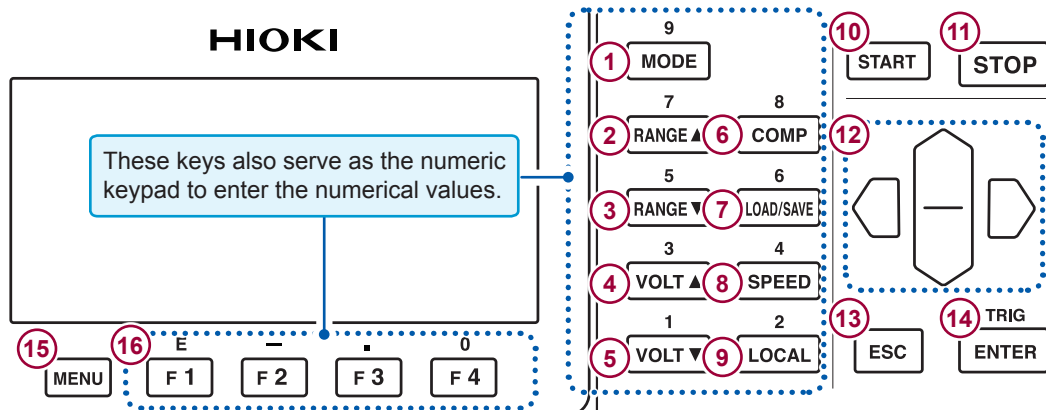 HIOKI
These keys also serve as the numeric
keypad to enter the numerical values.
9
1 MODE
7 8
2 RANGE▲ 6 COMP
5 6
3 RANGE▼ 7 LOAD/SAVE
3 4
4 VOLT ▲ 8 SPEED
1 2
5 VOLT ▼ 9 LOCAL
10 START 11 STOP
12
13 ESC 14 TRIG
ENTER
15 MENU
16 E − . 0
F 1 F 2 F 3 F 4